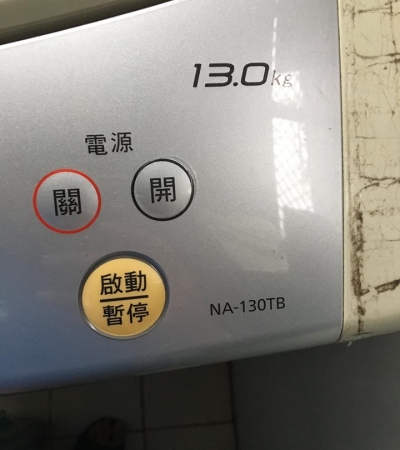 13.0kg
電源
關 開
啟動
暫停
NA-130TB